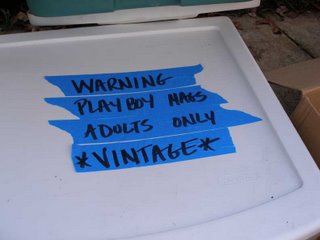 WARNING
PLAYBOY MAGS
ADULTS ONLY
*VINTAGE*